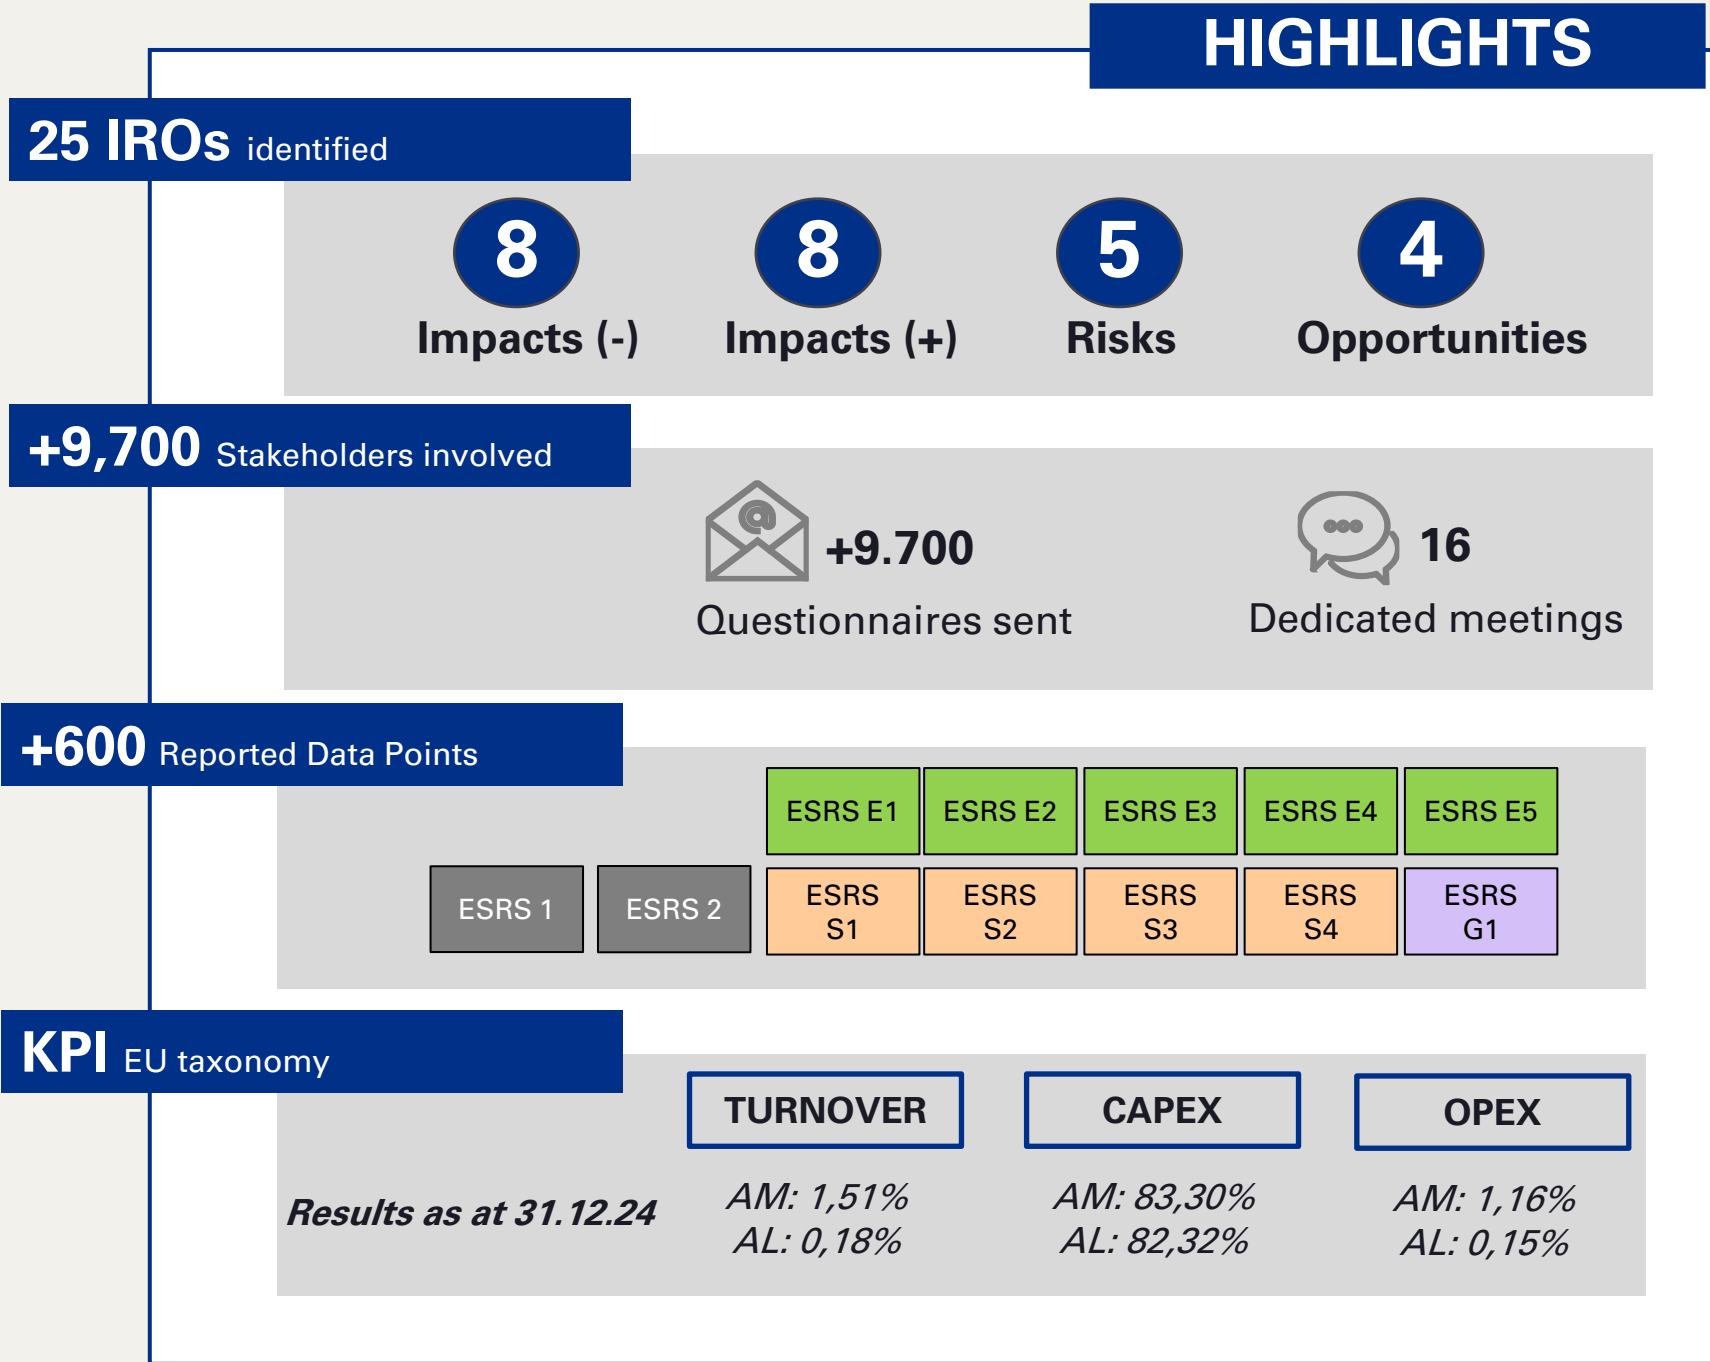 HIGHLIGHTS
25 IROs identified
8 8 5 4
Impacts (-) Impacts (+) Risks Opportunities
+9,700 Stakeholders involved
@ +9.700 16
Questionnaires sent Dedicated meetings
+600 Reported Data Points
ESRS E1 ESRS E2 ESRS E3 ESRS E4 ESRS E5
ESRS 1 ESRS 2
ESRS ESRS ESRS ESRS ESRS
S1 S2 S3 S4 G1
KPI EU taxonomy
TURNOVER CAPEX OPEX
Results as at 31.12.24
AM: 1,51% AM: 83,30% AM: 1,16%
AL: 0,18% AL: 82,32% AL: 0,15%